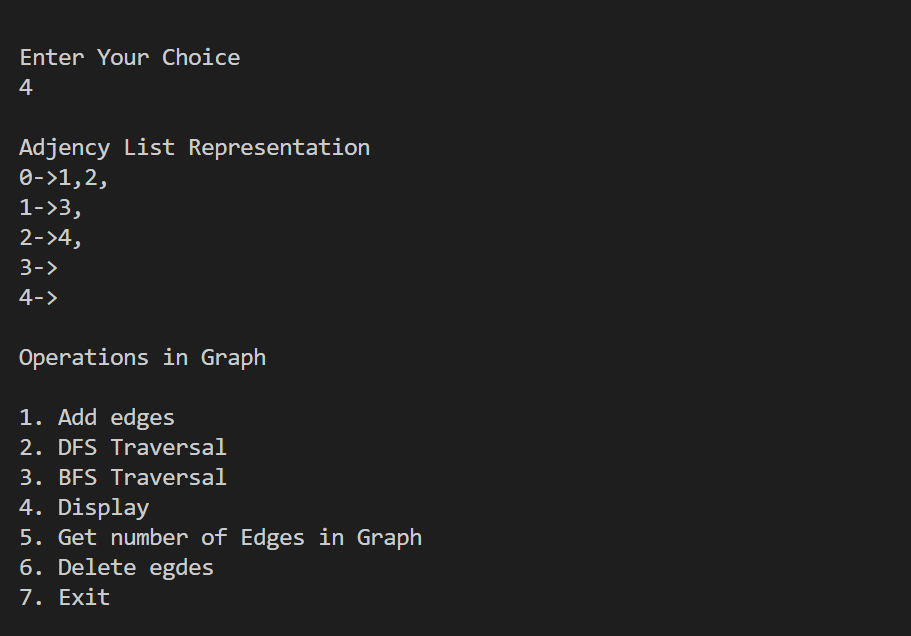 Enter Your Choice
4
Adjency List Representation
0->1,2,
1->3,
2->4,
3->
4->
Operations in Graph
1. Add edges
2. DFS Traversal
3. BFS Traversal
4. Display
5. Get number of Edges in Graph
6. Delete egdes
7. Exit